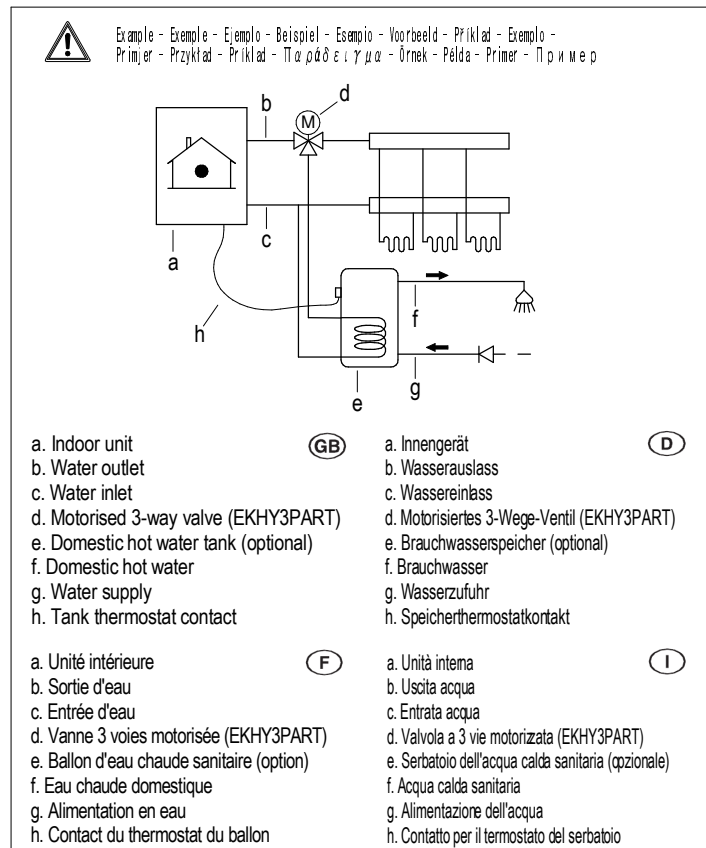 Example - Exemple - Ejemplo - Beispiel - Esempio - Voorbeeld - Příklad - Exemplo -
Primjer - Przykład - Príklad - Παράδειγμα - Örnek - Példa - Primer - Пример
b
d
M
a
c
h
f
e
g
a. Indoor unit
b. Water outlet
c. Water inlet
d. Motorised 3-way valve (EKHY3PART)
e. Domestic hot water tank (optional)
f. Domestic hot water
g. Water supply
h. Tank thermostat contact
GB
a. Innengerät
b. Wasserauslass
c. Wassereinlass
d. Motorisiertes 3-Wege-Ventil (EKHY3PART)
e. Brauchwasserspeicher (optional)
f. Brauchwasser
g. Wasserzufuhr
h. Speicherthermostatkontakt
D
a. Unité intérieure
b. Sortie d'eau
c. Entrée d'eau
d. Vanne 3 voies motorisée (EKHY3PART)
e. Ballon d'eau chaude sanitaire (option)
f. Eau chaude domestique
g. Alimentation en eau
h. Contact du thermostat du ballon
F
a. Unità interna
b. Uscita acqua
c. Entrata acqua
d. Valvola a 3 vie motorizzata (EKHY3PART)
e. Serbatoio dell'acqua calda sanitaria (opzionale)
f. Acqua calda sanitaria
g. Alimentazione dell'acqua
h. Contatto per il termostato del serbatoio
I